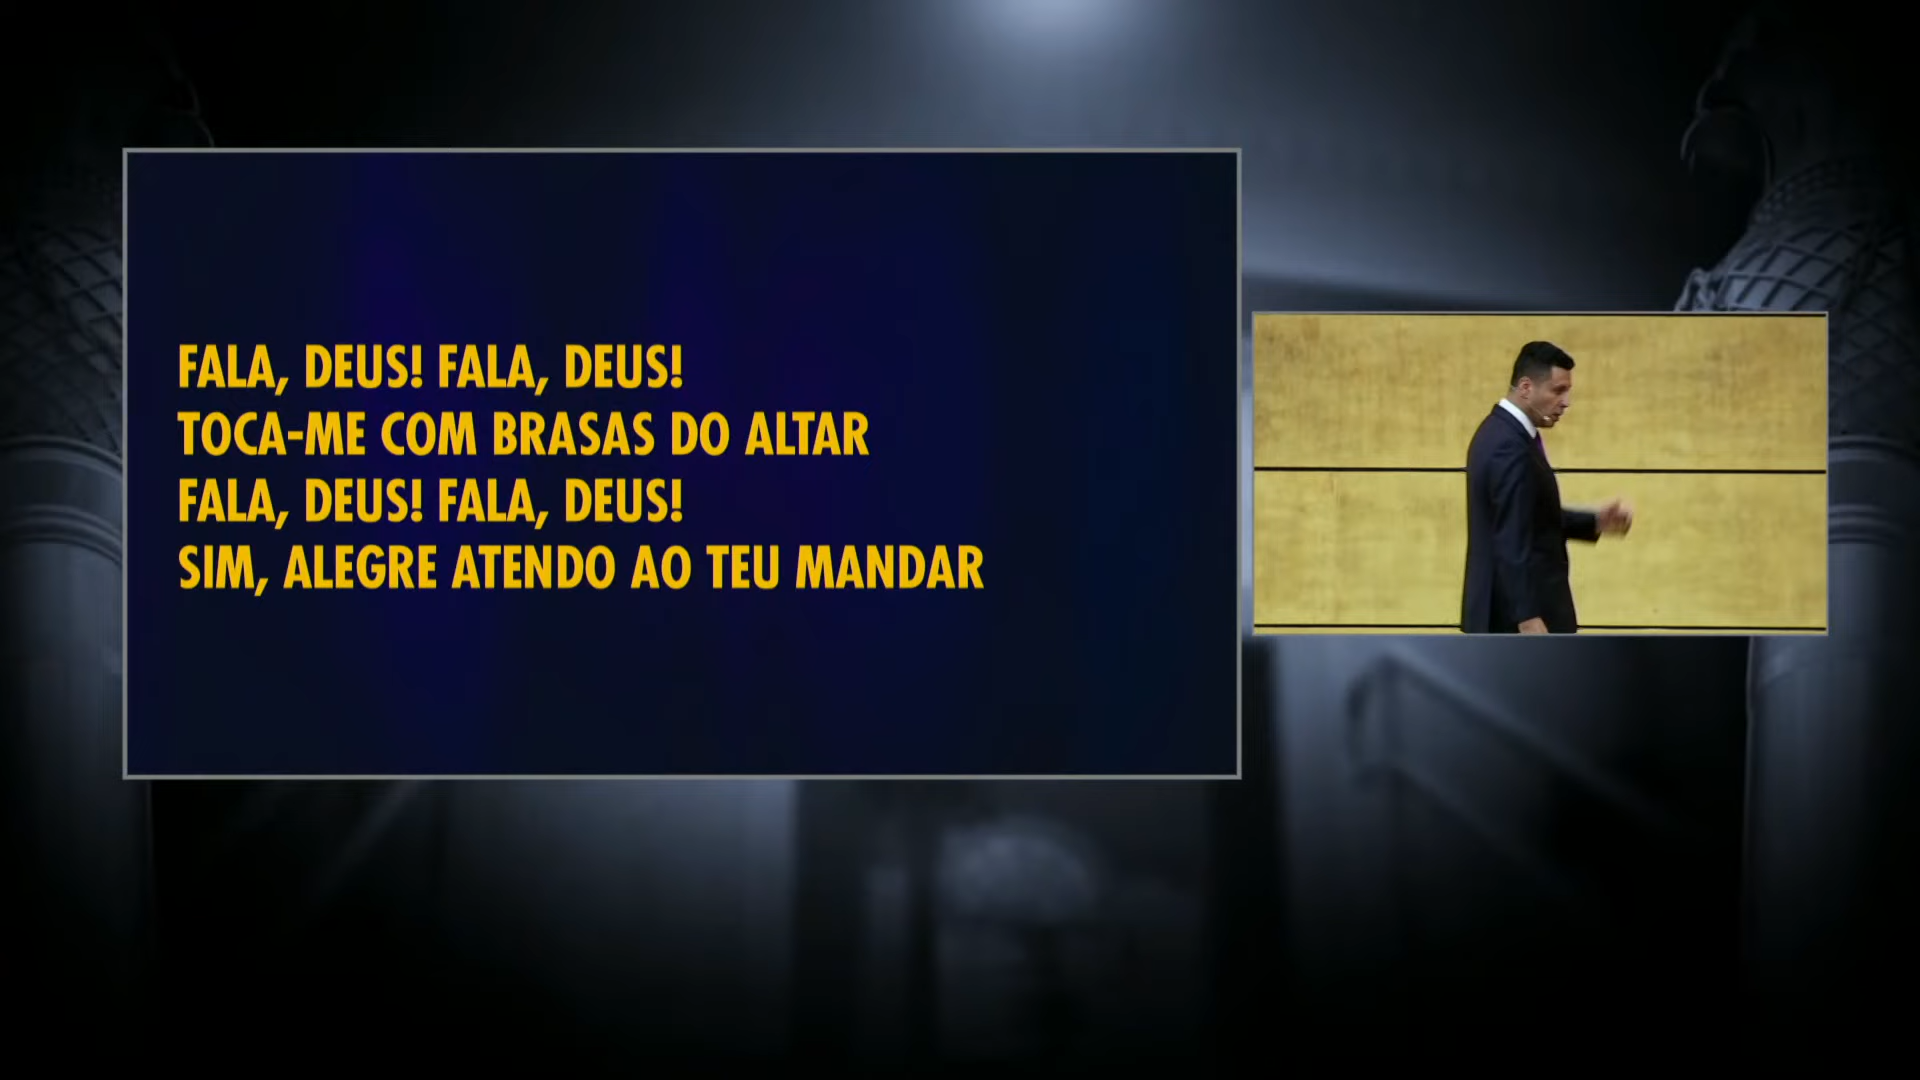 FALA, DEUS! FALA, DEUS!
TOCA-ME COM BRASAS DO ALTAR
FALA, DEUS! FALA, DEUS!
SIM, ALEGRE ATENDO AO TEU MANDAR